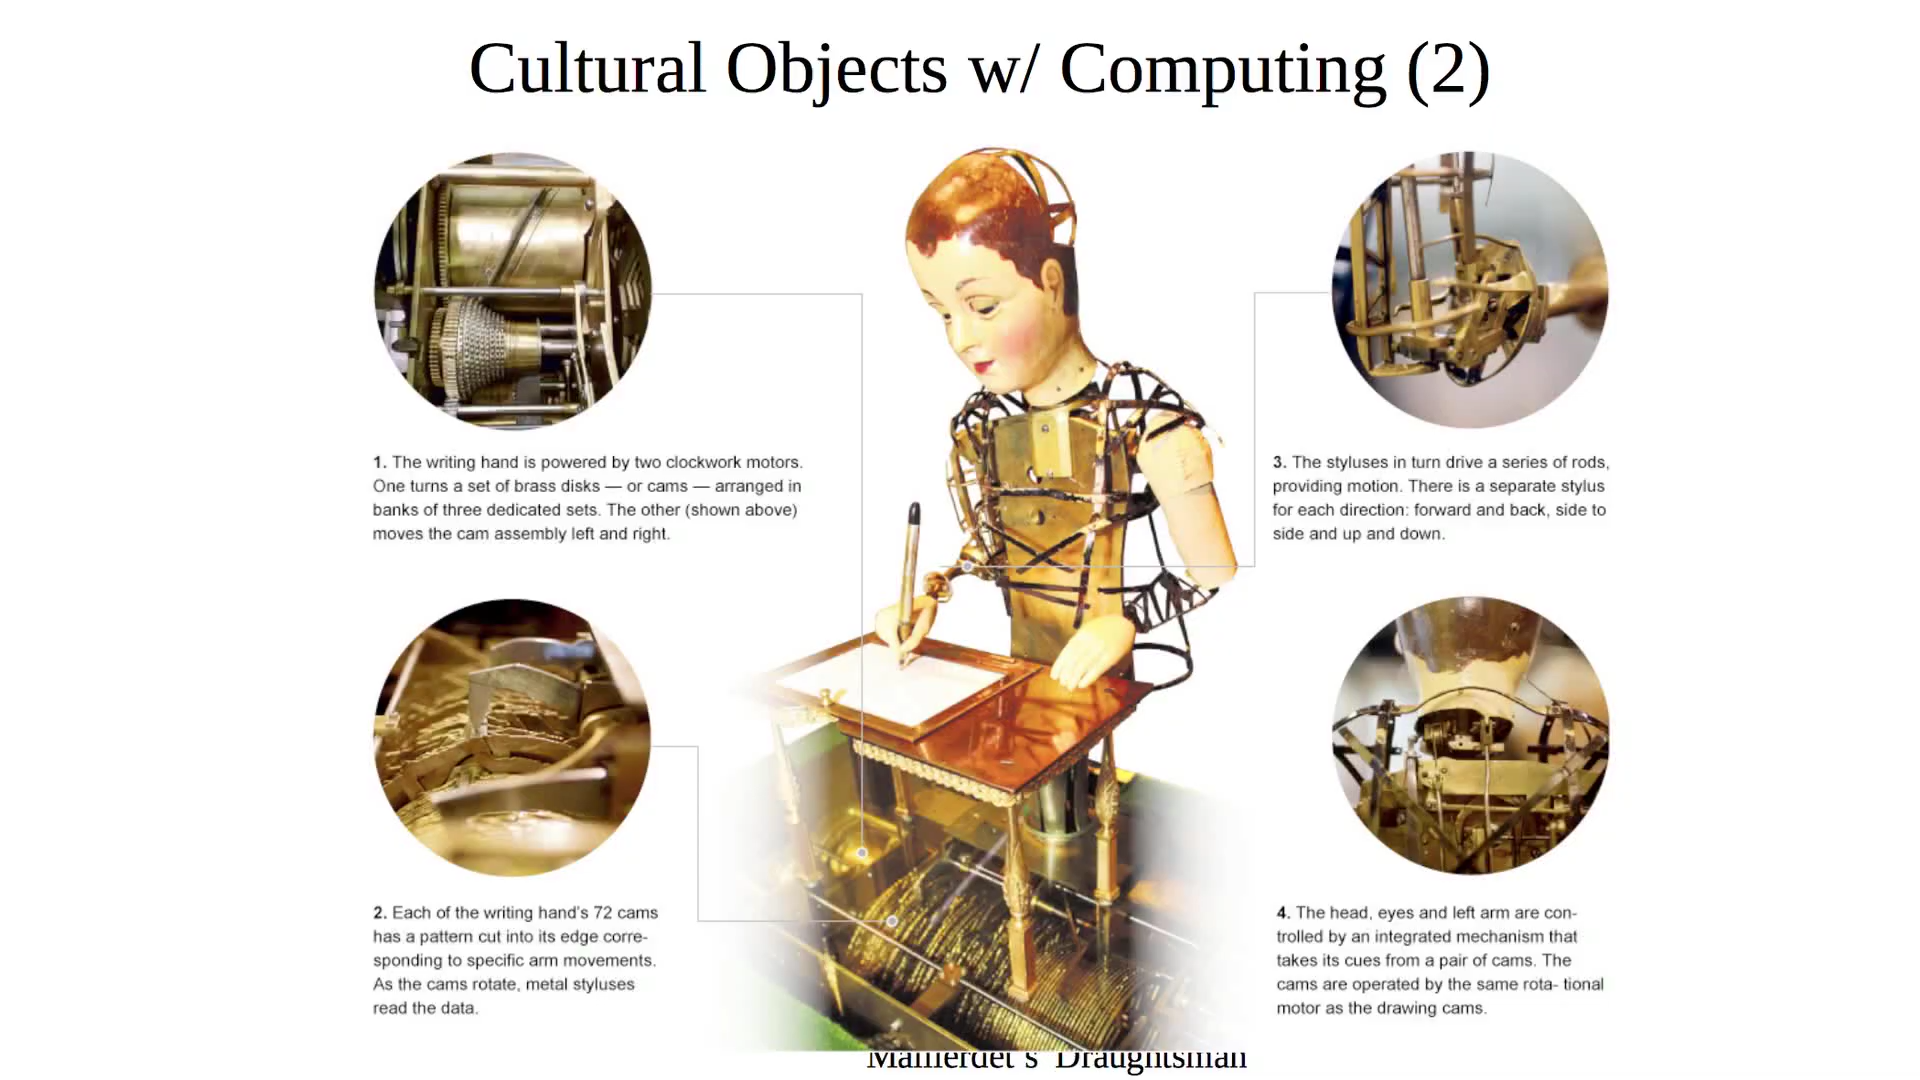 Cultural Objects w/ Computing (2)
1. The writing hand is powered by two clockwork motors.
One turns a set of brass disks — or cams — arranged in
banks of three dedicated sets. The other (shown above)
moves the cam assembly left and right.
2. Each of the writing hand's 72 cams
has a pattern cut into its edge corre-
sponding to specific arm movements.
As the cams rotate, metal styluses
read the data.
3. The styluses in turn drive a series of rods,
providing motion. There is a separate stylus
for each direction: forward and back, side to
side and up and down.
4. The head, eyes and left arm are con-
trolled by an integrated mechanism that
takes its cues from a pair of cams. The
cams are operated by the same rota- tional
motor as the drawing cams.
Maillerdet's Draughtsman